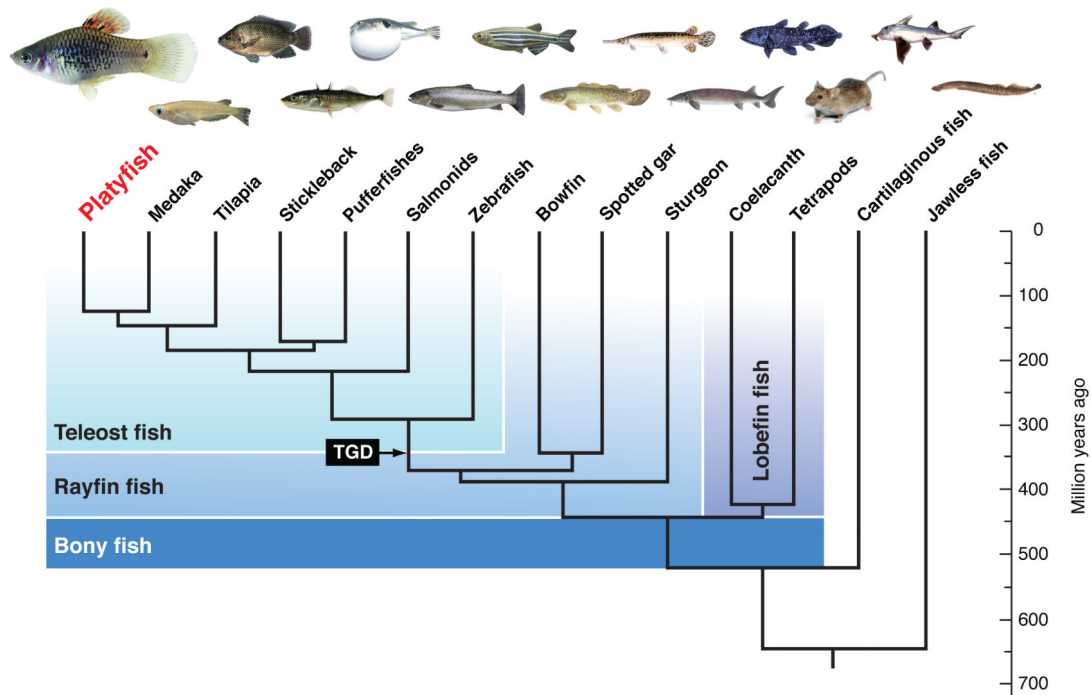 Platyfish
Medaka
Tilapia
Stickleback
Pufferfishes
Salmonids
Zebrafish
Bowfin
Spotted gar
Sturgeon
Coelacanth
Tetrapods
Cartilaginous fish
Jawless fish
0
100
200
300
400
500
600
700
Million years ago
Lobefin fish
Teleost fish
TGD
Rayfin fish
Bony fish